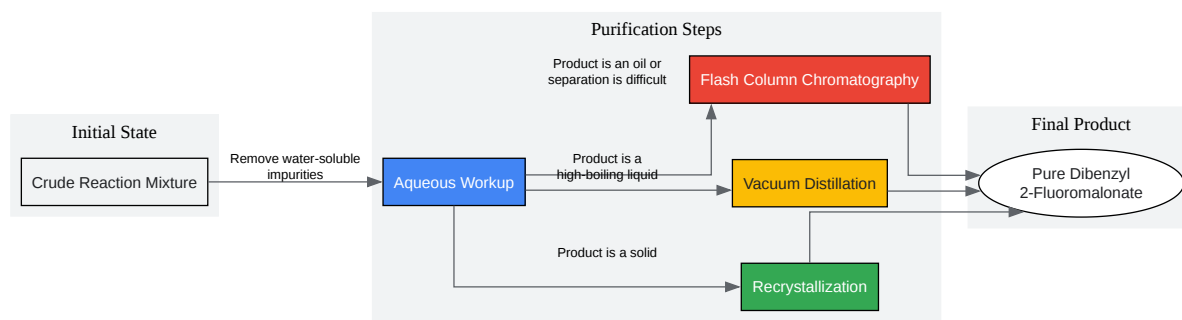 Purification Steps
Product is an oil or
separation is difficult
Flash Column Chromatography
Initial State
Final Product
Remove water-soluble
impurities
Product is a
high-boiling liquid
Crude Reaction Mixture
Aqueous Workup
Vacuum Distillation
Pure Dibenzyl
2-Fluoromalonate
Product is a solid
Recrystallization